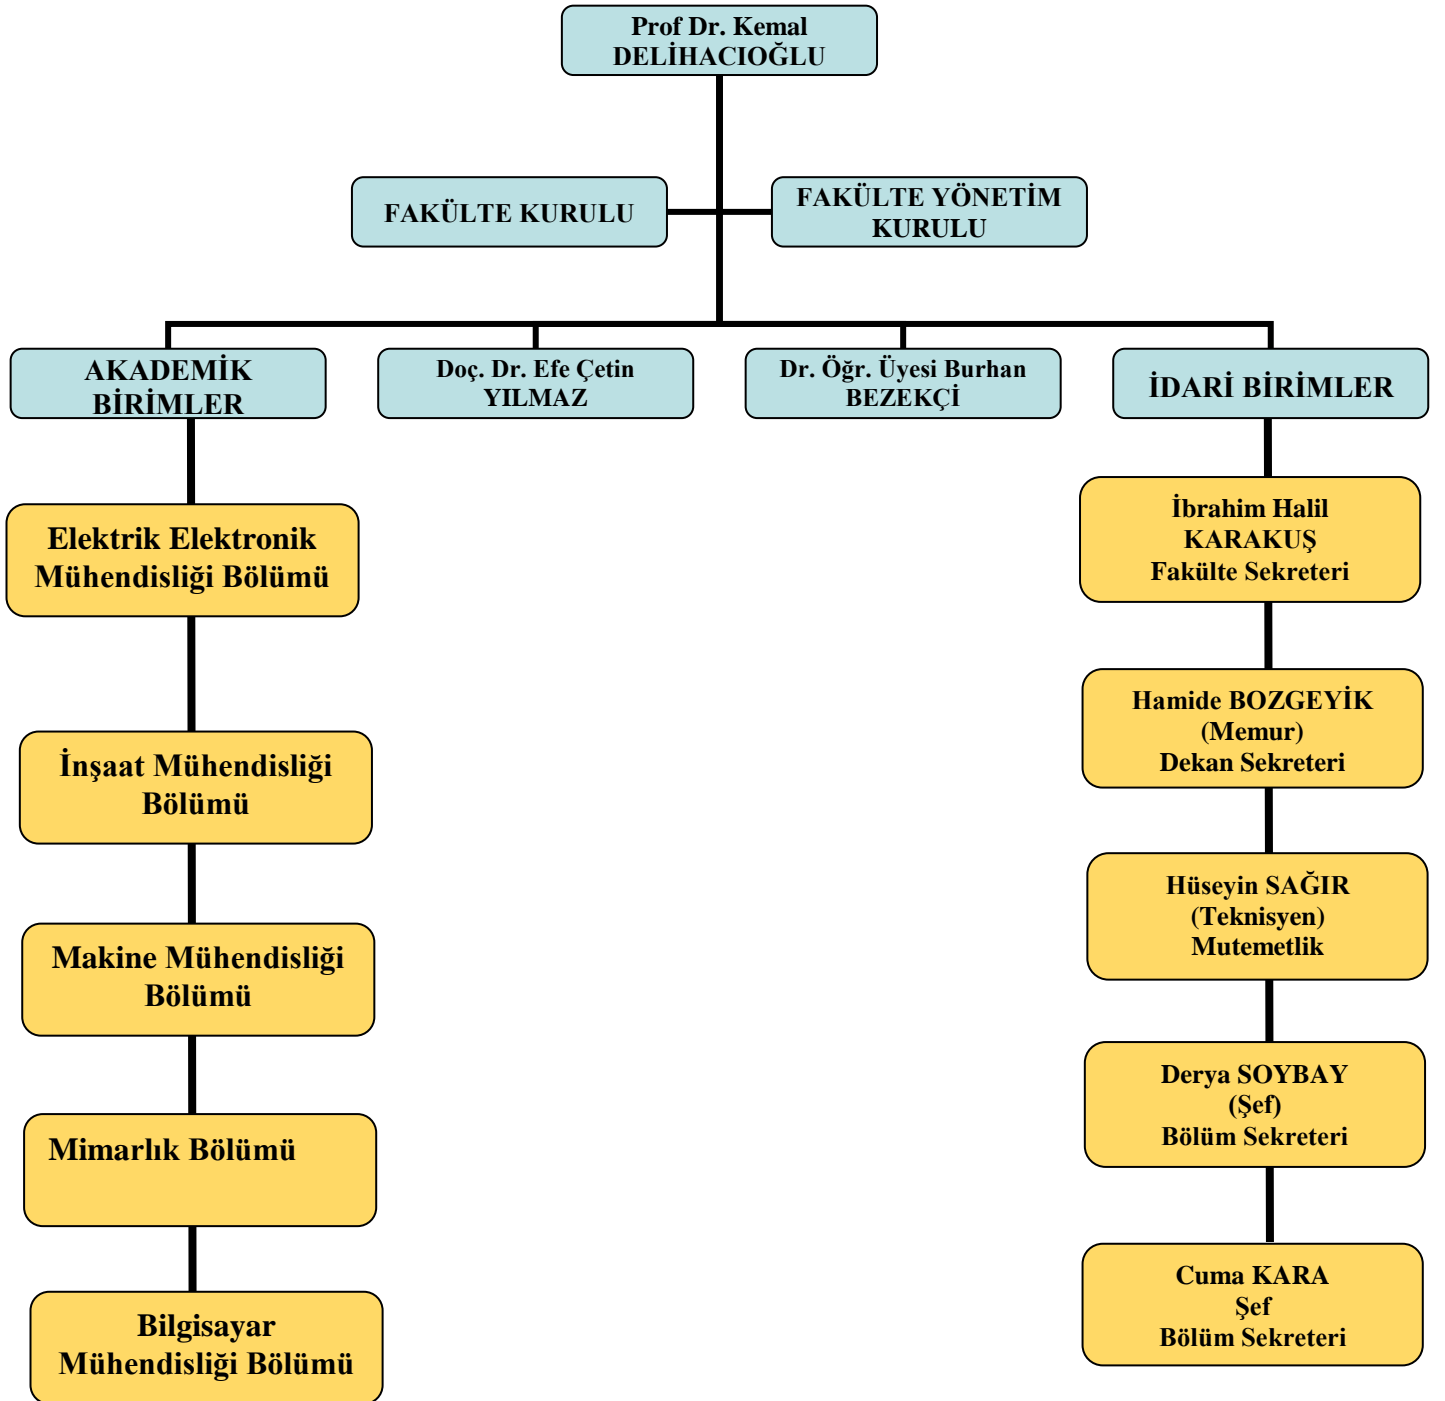 Prof Dr. Kemal
DELİHACIOĞLU
FAKÜLTE KURULU
FAKÜLTE YÖNETİM
KURULU
AKADEMİK
BİRİMLER
Doç. Dr. Efe Çetin
YILMAZ
Dr. Öğr. Üyesi Burhan
BEZEKÇİ
İDARİ BİRİMLER
Elektrik Elektronik
Mühendisliği Bölümü
İnşaat Mühendisliği
Bölümü
Makine Mühendisliği
Bölümü
Mimarlık Bölümü
Bilgisayar
Mühendisliği Bölümü
İbrahim Halil
KARAKUŞ
Fakülte Sekreteri
Hamide BOZGEYİK
(Memur)
Dekan Sekreteri
Hüseyin SAĞIR
(Teknisyen)
Mutemetlik
Derya SOYBAY
(Şef)
Bölüm Sekreteri
Cuma KARA
Şef
Bölüm Sekreteri